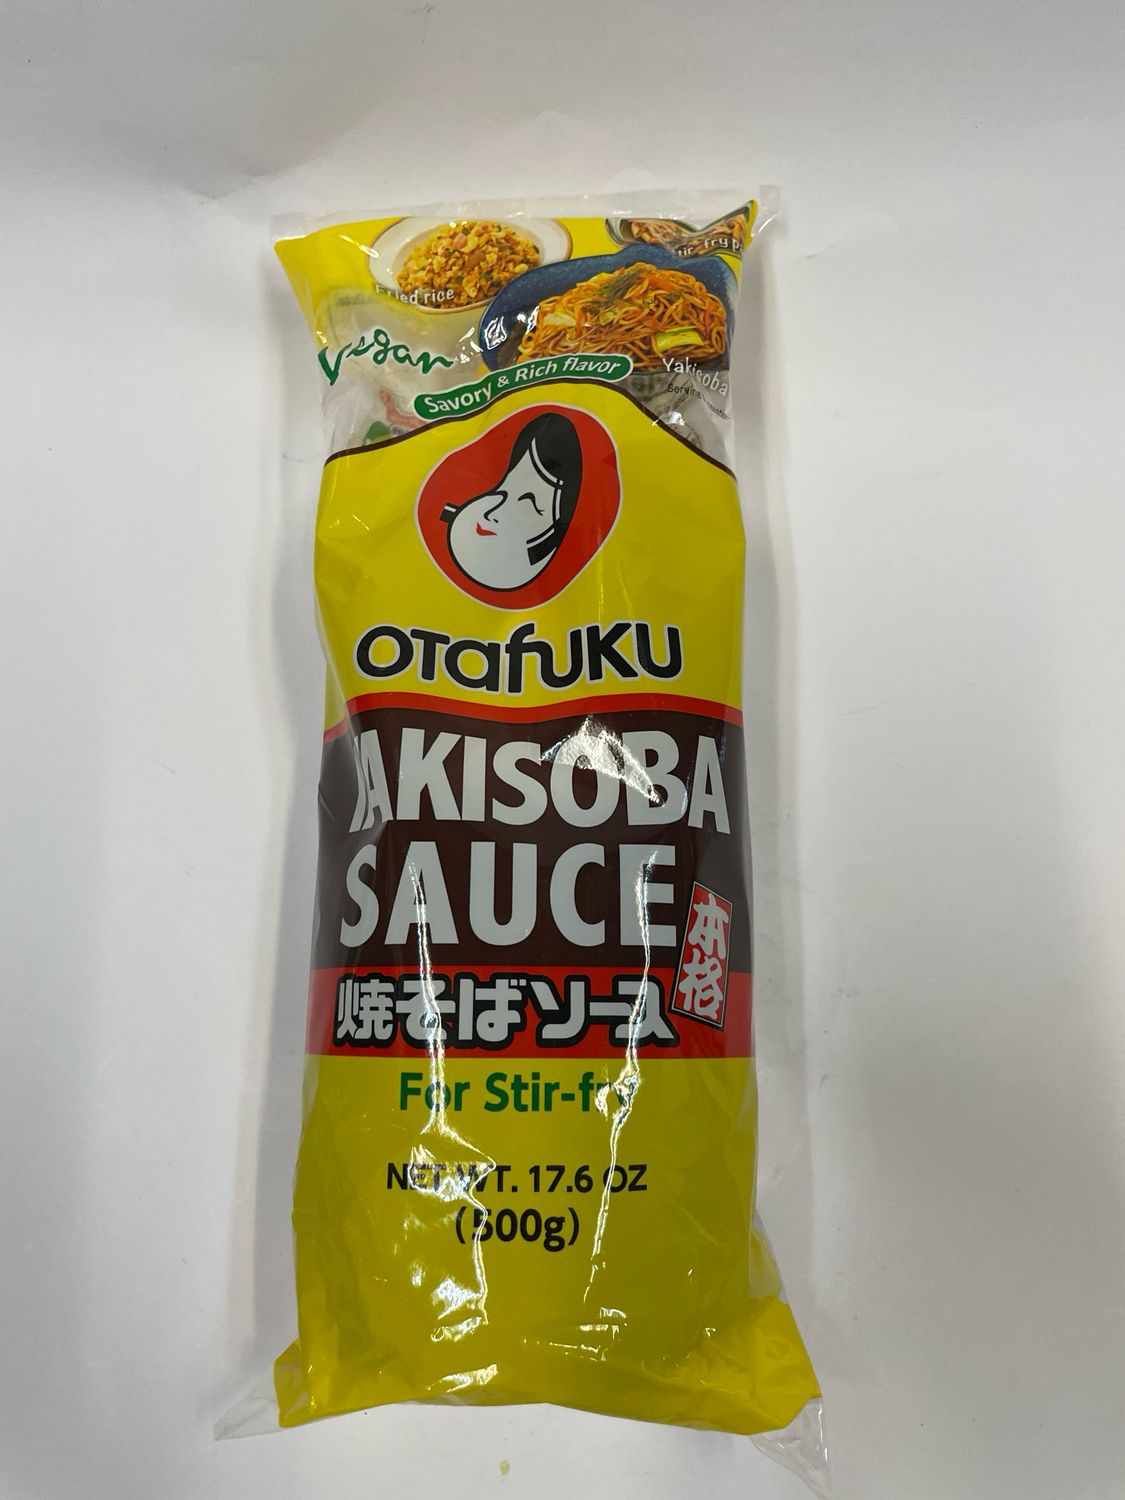 Fried rice
Vegan
Savory & Rich flavor
Yakisoba
OTafuKU
YAKISOBA
SAUCE
本格
焼そばソース
For Stir-fry
NET WT. 17.6 OZ
(500g)